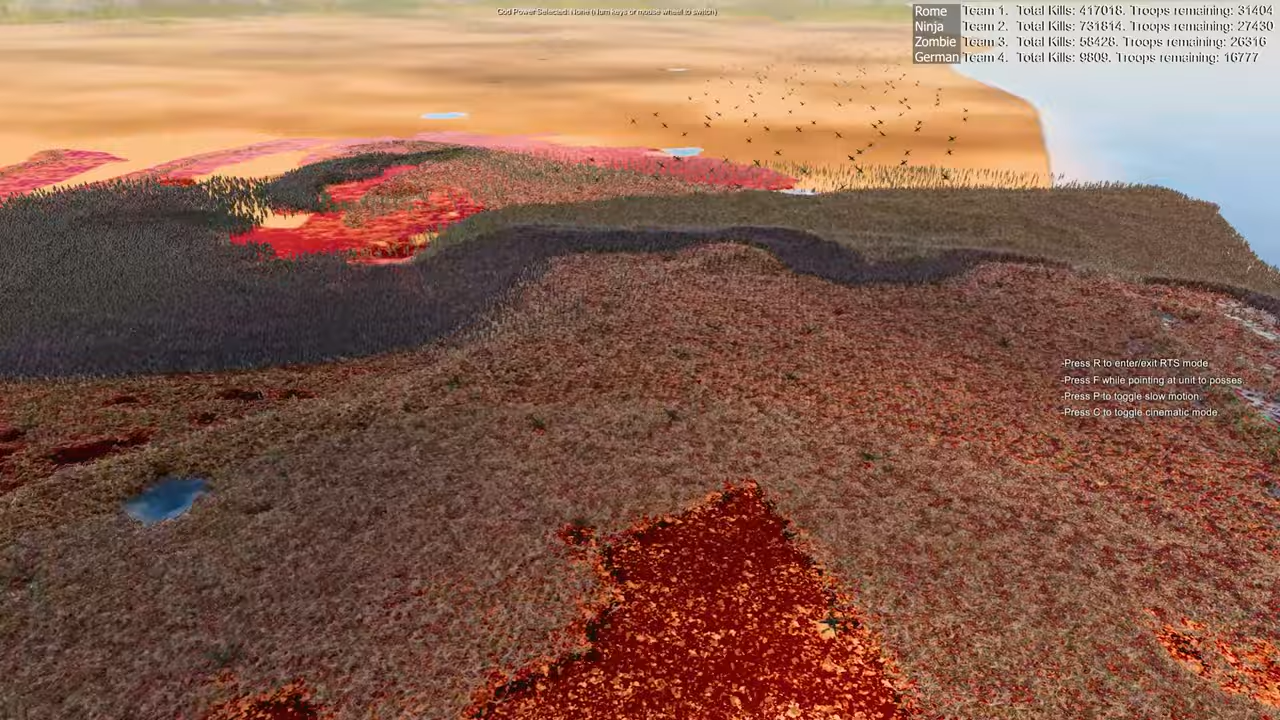 God Power Selected: None (Num keys or mouse wheel to switch)
Rome Team 1. Total Kills: 417018. Troops remaining: 31404
Ninja Team 2. Total Kills: 731814. Troops remaining: 27430
Zombie Team 3. Total Kills: 58428. Troops remaining: 26316
German Team 4. Total Kills: 9809. Troops remaining: 16777
-Press R to enter/exit RTS mode
-Press F while pointing at unit to posses
-Press P to toggle slow motion.
-Press C to toggle cinematic mode